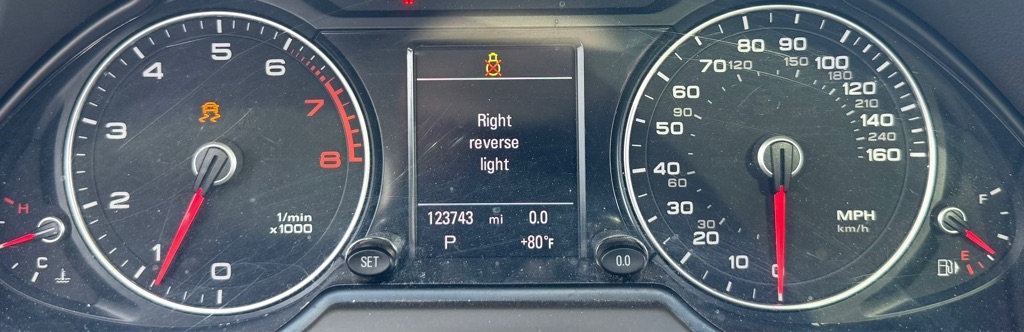 5
4
6
3
7
2
8
1
0
1/min
x1000
H
C
Right
reverse
light
123743 mi 0.0
P +80°F
SET
0.0
80 90
70 120 150 100
180
60 120
90 210
50 140
240
160
40
60
30
30
20
10
0
MPH
km/h
F
E